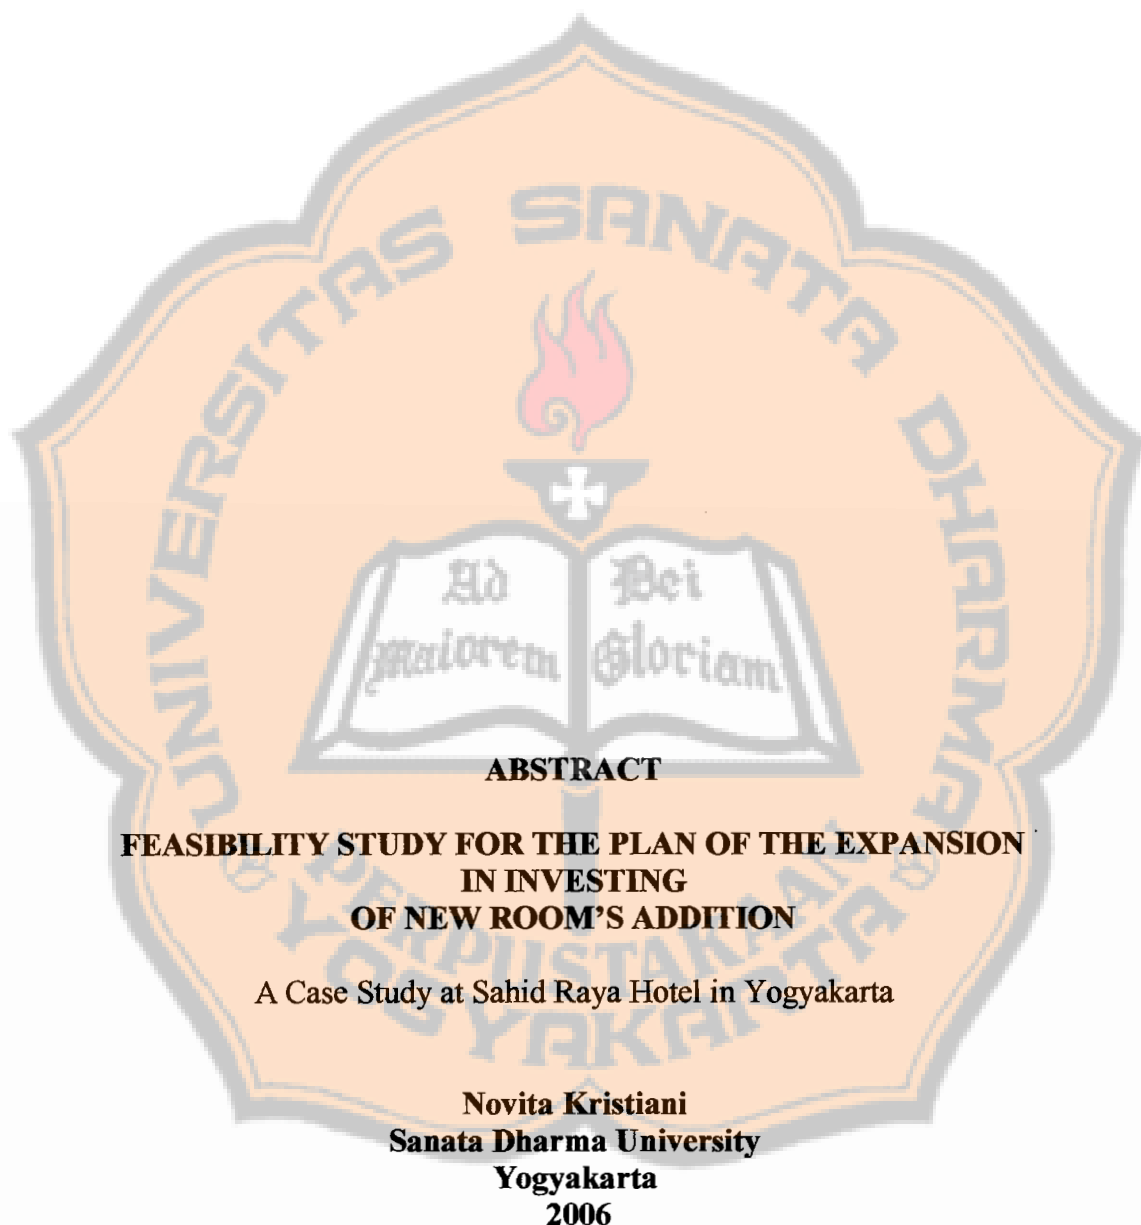 UNIVERSITAS SANATA DHARMA
Ad
Dei
maiorem
Gloriam
ABSTRACT
FEASIBILITY STUDY FOR THE PLAN OF THE EXPANSION
IN INVESTING
OF NEW ROOM'S ADDITION
PERPUSTAKAAN
A Case Study at Sahid Raya Hotel in Yogyakarta
YOGYAKARTA
Novita Kristiani
Sanata Dharma University
Yogyakarta
2006